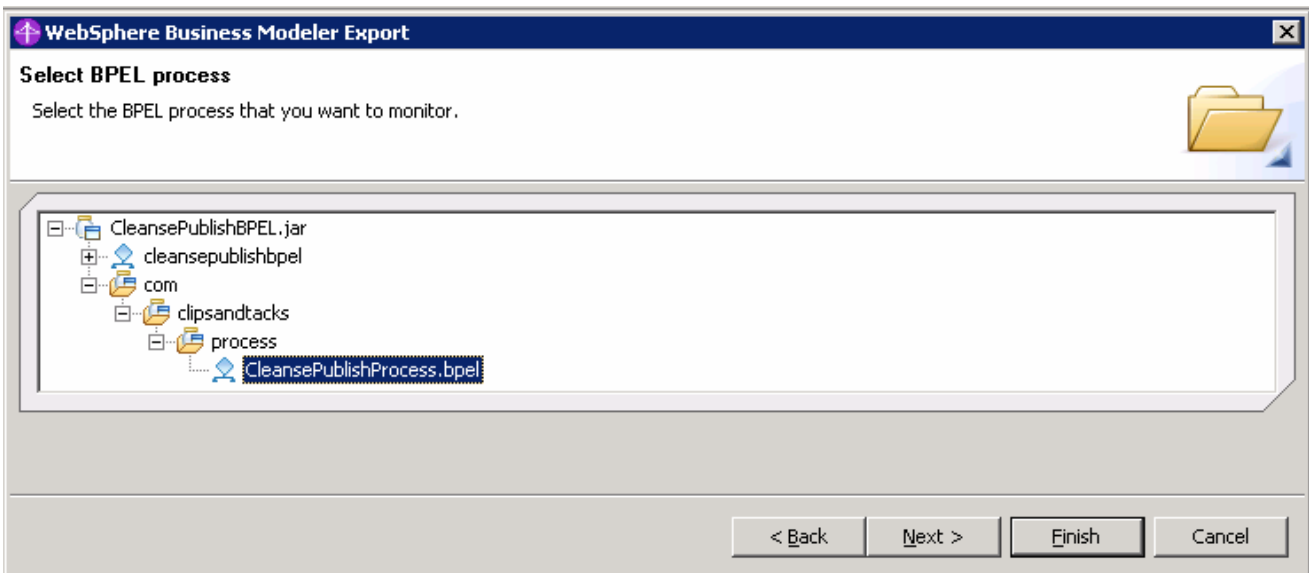 WebSphere Business Modeler Export
Select BPEL process
Select the BPEL process that you want to monitor.
CleansePublishBPEL.jar
cleansepublishbpel
com
clipsandtacks
process
CleansePublishProcess.bpel
< Back Next > Finish Cancel